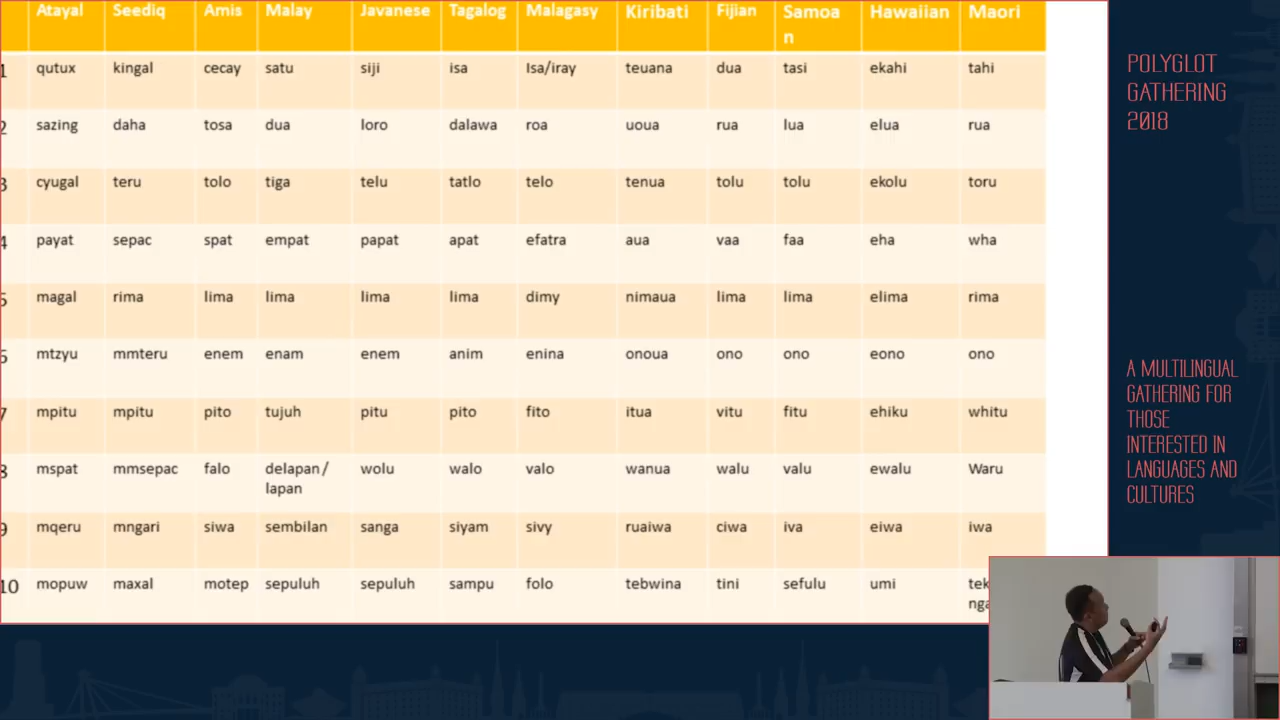 Atayal Seediq Amis Malay Javanese Tagalog Malagasy Kiribati Fijian Samoan Hawaiian Maori
1 qutux kingal cecay satu siji isa Isa/iray teuana dua tasi ekahi tahi
2 sazing daha tosa dua loro dalawa roa uoua rua lua elua rua
3 cyugal teru tolo tiga telu tatlo telo tenua tolu tolu ekolu toru
4 payat sepac spat empat papat apat efatra aua vaa faa eha wha
5 magal rima lima lima lima lima dimy nimaua lima lima elima rima
6 mtzyu mmteru enem enam enem anim enina onoua ono ono eono ono
7 mpitu mpitu pito tujuh pitu pito fito itua vitu fitu ehiku whitu
8 mspat mmsepac falo delapan/ lapan wolu walo valo wanua walu valu ewalu Waru
9 mqeru mngari siwa sembilan sanga siyam sivy ruaiwa ciwa iva eiwa iwa
10 mopuw maxal motep sepuluh sepuluh sampu folo tebwina tini sefulu umi
POLYGLOT
GATHERING
2018
A MULTILINGUAL
GATHERING FOR
THOSE
INTERESTED IN
LANGUAGES AND
CULTURES